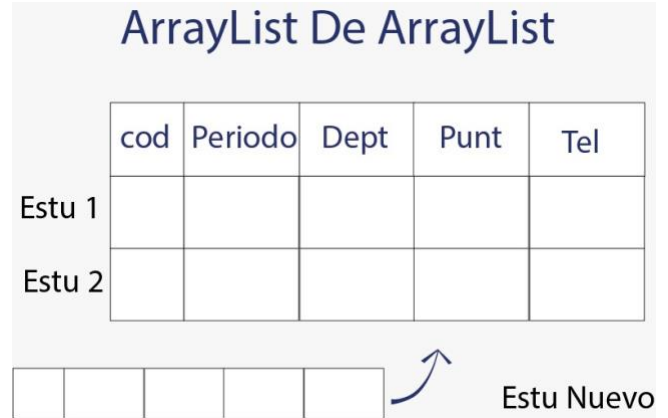 ArrayList De ArrayList
cod Periodo Dept Punt Tel
Estu 1
Estu 2
Estu Nuevo